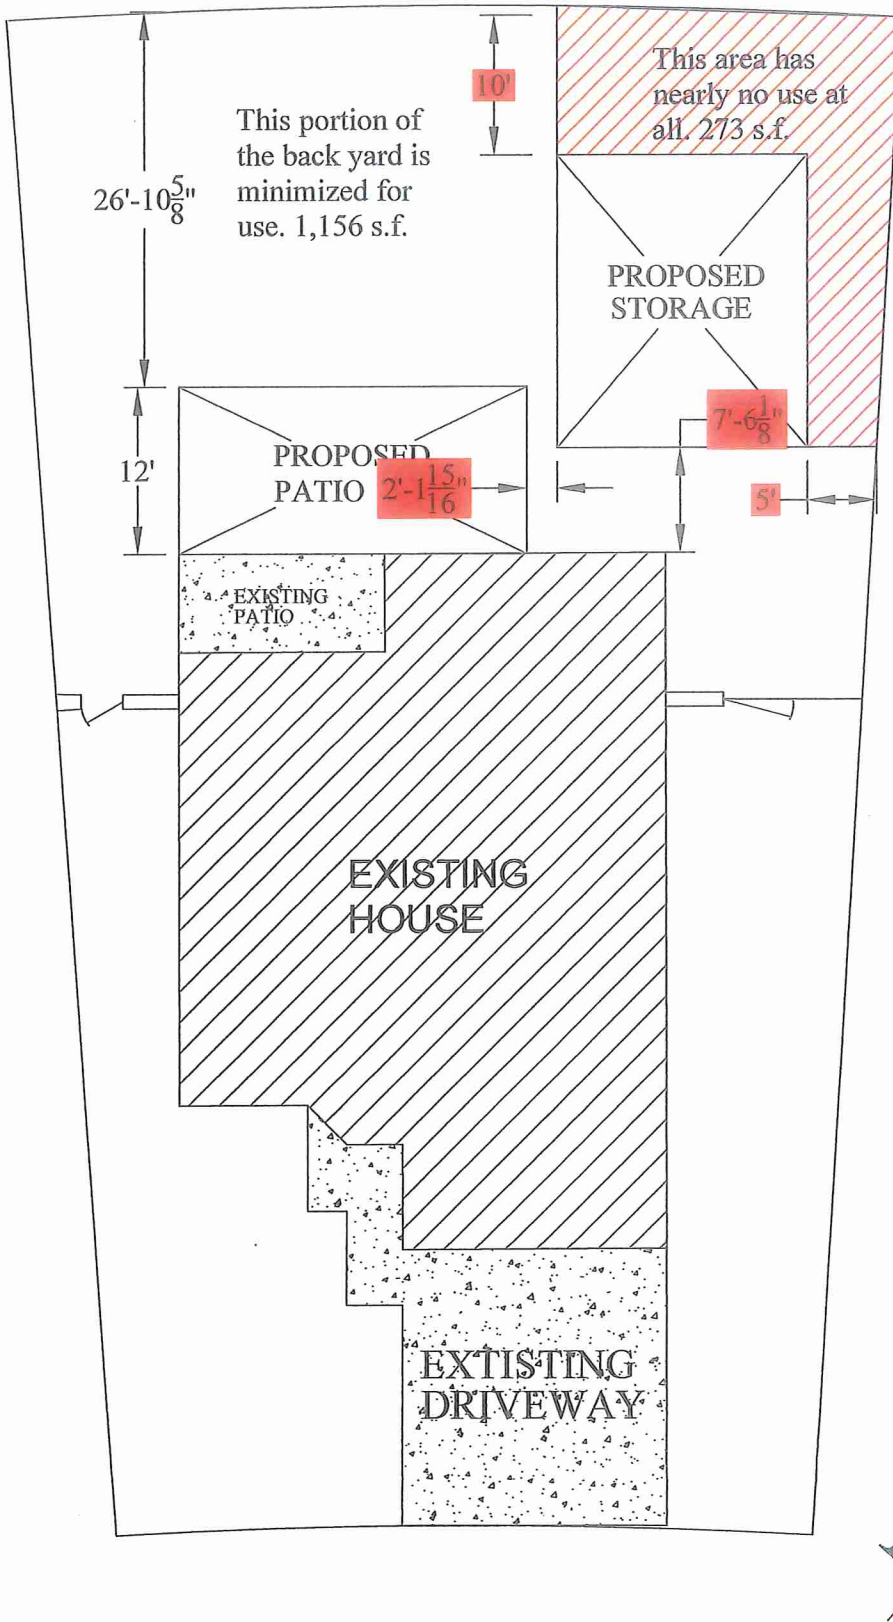 10'
This area has
nearly no use at
all. 273 s.f.
This portion of
the back yard is
minimized for
use. 1,156 s.f.
26'-10 5/8"
PROPOSED
STORAGE
7'-6 1/8"
12'
PROPOSED
PATIO
2'-1 15/16"
5'
EXISTING
PATIO
EXISTING
HOUSE
EXTISTING
DRIVEWAY